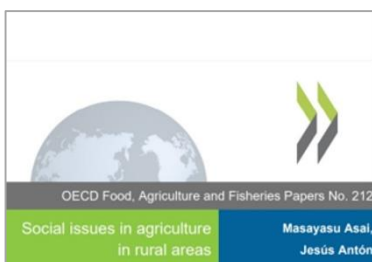 OECD Food, Agriculture and Fisheries Papers No. 212
Social issues in agriculture
in rural areas
Masayasu Asai,
Jesús Antón